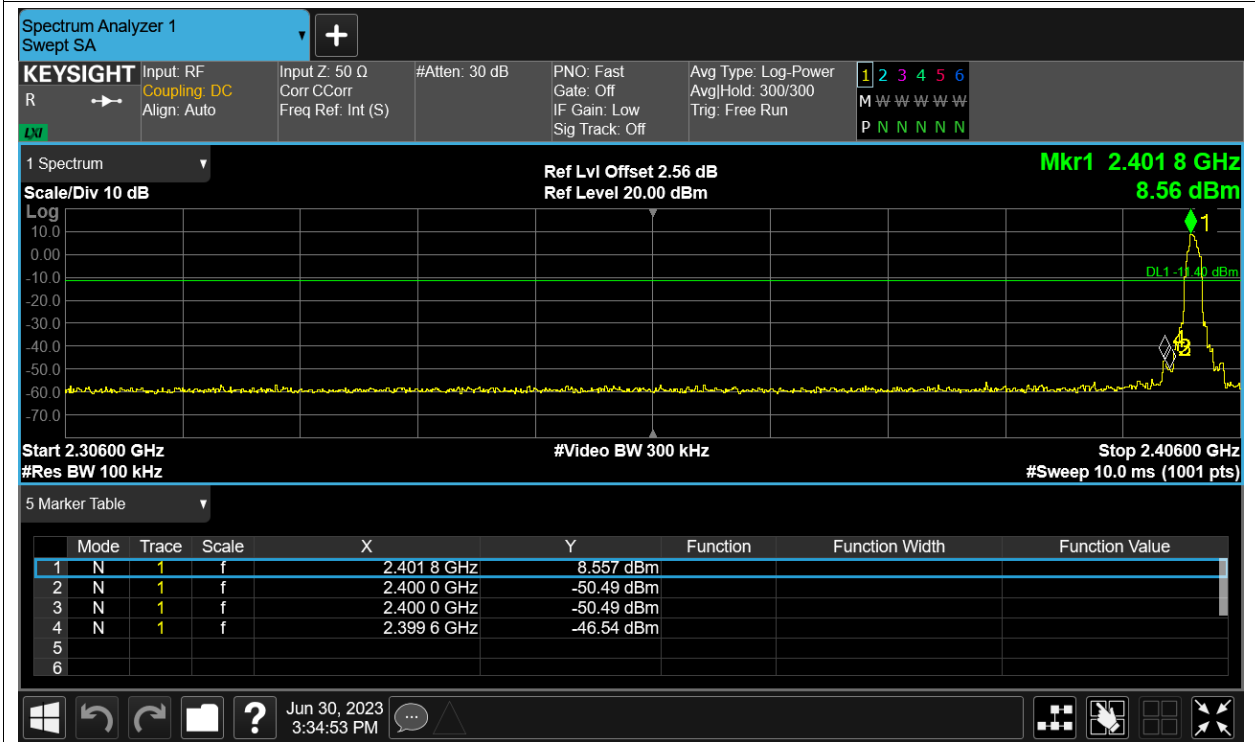 Spectrum Analyzer 1
Swept SA
+
KEYSIGHT Input: RF Input Z: 50 Ω #Atten: 30 dB PNO: Fast Avg Type: Log-Power 1 2 3 4 5 6
R Coupling: DC Corr CCorr Gate: Off Avg|Hold: 300/300 M W W W W W W
Align: Auto Freq Ref: Int (S) IF Gain: Low Trig: Free Run
LXI Sig Track: Off P N N N N N N
1 Spectrum Ref Lvl Offset 2.56 dB Mkr1 2.401 8 GHz
Scale/Div 10 dB Ref Level 20.00 dBm 8.56 dBm
Log
1
10.0
0.00
DL1 -11.40 dBm
-10.0
-20.0
-30.0
-40.0
4
2
-50.0
-60.0
-70.0
Start 2.30600 GHz #Video BW 300 kHz Stop 2.40600 GHz
#Res BW 100 kHz #Sweep 10.0 ms (1001 pts)
5 Marker Table
Mode Trace Scale X Y Function Function Width Function Value
1 N 1 f 2.401 8 GHz 8.557 dBm
2 N 1 f 2.400 0 GHz -50.49 dBm
3 N 1 f 2.400 0 GHz -50.49 dBm
4 N 1 f 2.399 6 GHz -46.54 dBm
5
6
? Jun 30, 2023
3:34:53 PM